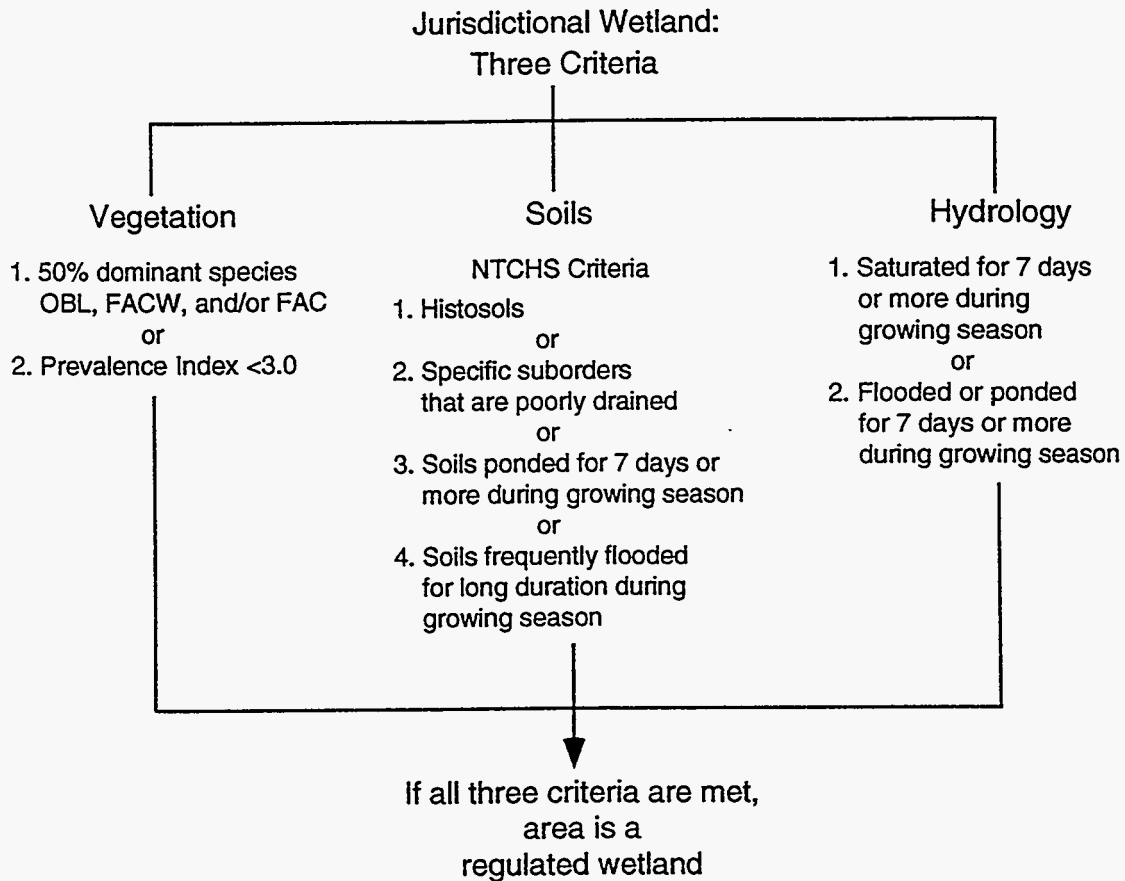 Jurisdictional Wetland:
Three Criteria
Vegetation
1. 50% dominant species
OBL, FACW, and/or FAC
or
2. Prevalence Index <3.0
Soils
NTCHS Criteria
1. Histosols
or
2. Specific suborders
that are poorly drained
or
3. Soils ponded for 7 days or
more during growing season
or
4. Soils frequently flooded
for long duration during
growing season
Hydrology
1. Saturated for 7 days
or more during
growing season
or
2. Flooded or ponded
for 7 days or more
during growing season
If all three criteria are met,
area is a
regulated wetland